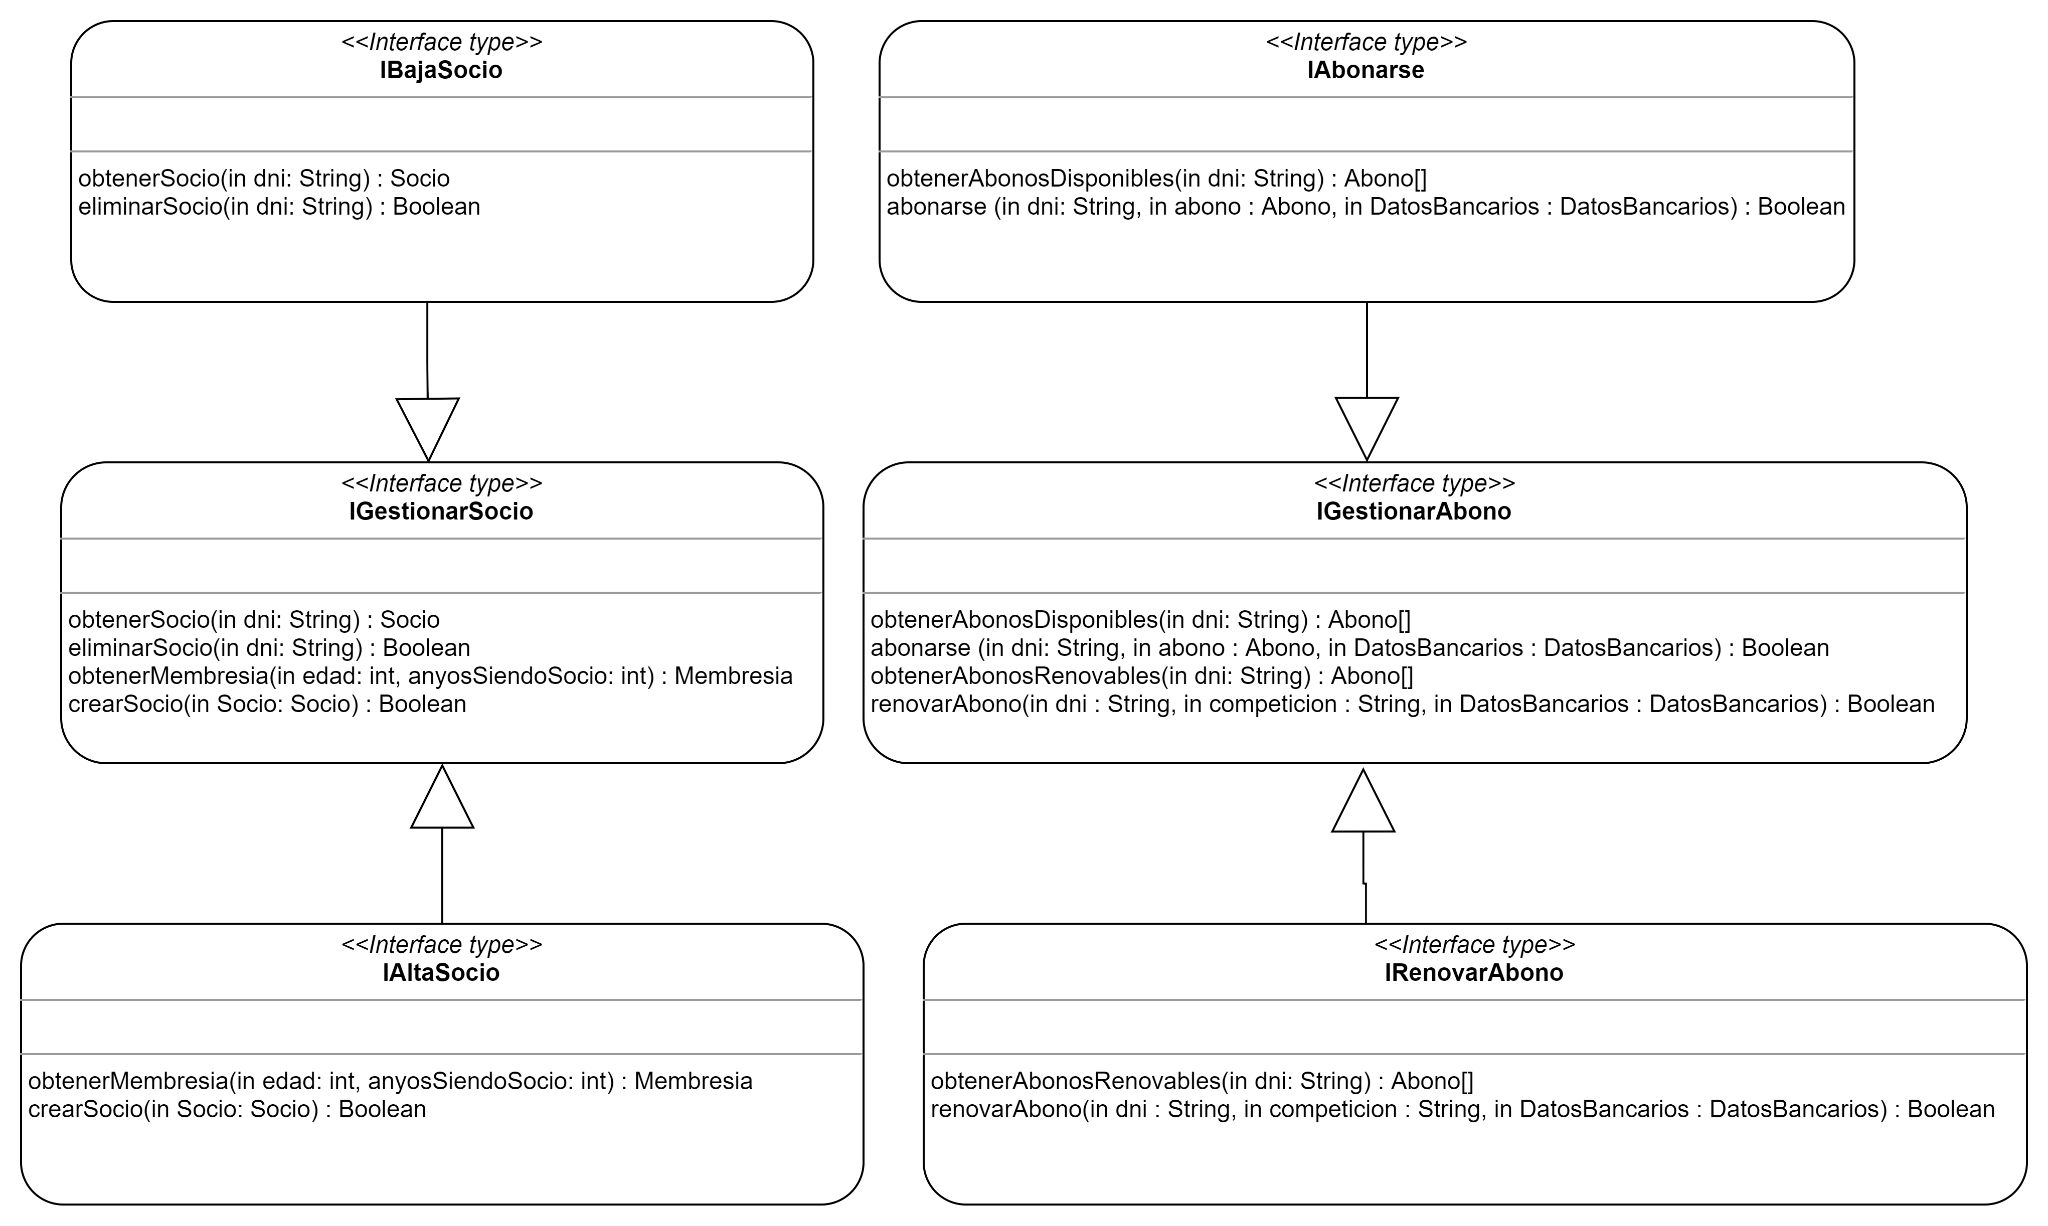 <<Interface type>>
IBajaSocio
obtenerSocio(in dni: String) : Socio
eliminarSocio(in dni: String) : Boolean
<<Interface type>>
IAbonarse
obtenerAbonosDisponibles(in dni: String) : Abono[]
abonarse (in dni: String, in abono : Abono, in DatosBancarios : DatosBancarios) : Boolean
<<Interface type>>
IGestionarSocio
obtenerSocio(in dni: String) : Socio
eliminarSocio(in dni: String) : Boolean
obtenerMembresia(in edad: int, anyosSiendoSocio: int) : Membresia
crearSocio(in Socio: Socio) : Boolean
<<Interface type>>
IGestionarAbono
obtenerAbonosDisponibles(in dni: String) : Abono[]
abonarse (in dni: String, in abono : Abono, in DatosBancarios : DatosBancarios) : Boolean
obtenerAbonosRenovables(in dni: String) : Abono[]
renovarAbono(in dni : String, in competicion : String, in DatosBancarios : DatosBancarios) : Boolean
<<Interface type>>
IAltaSocio
obtenerMembresia(in edad: int, anyosSiendoSocio: int) : Membresia
crearSocio(in Socio: Socio) : Boolean
<<Interface type>>
IRenovarAbono
obtenerAbonosRenovables(in dni: String) : Abono[]
renovarAbono(in dni : String, in competicion : String, in DatosBancarios : DatosBancarios) : Boolean